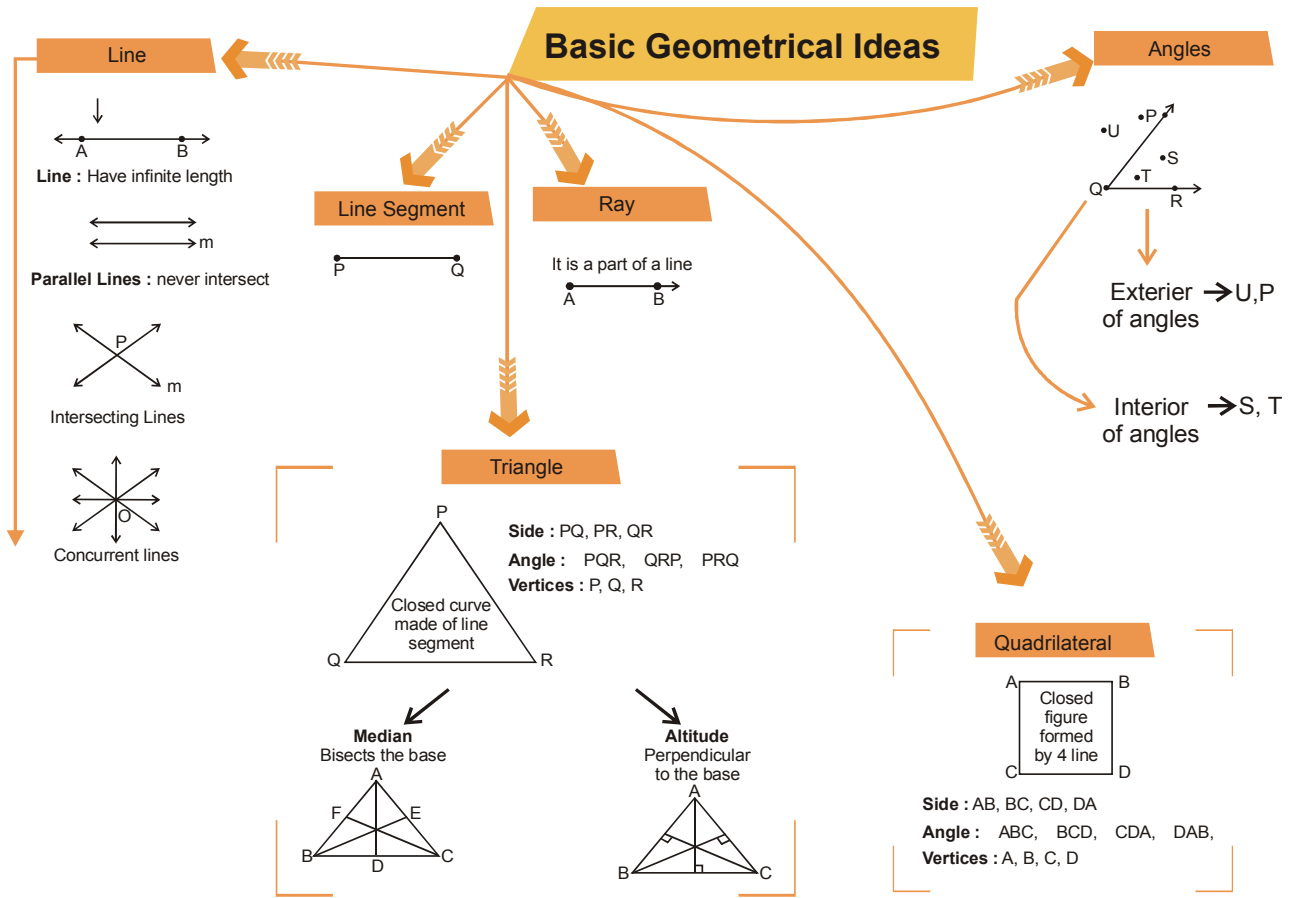 Basic Geometrical Ideas
Line
A
B
Line : Have infinite length
m
Parallel Lines : never intersect
P
m
Intersecting Lines
O
Concurrent lines
Line Segment
P
Q
Ray
It is a part of a line
A
B
Angles
U
P
S
T
Q
R
Exterier
of angles
U,P
Interior
of angles
S, T
Triangle
P
Q
R
Closed curve
made of line
segment
Side : PQ, PR, QR
Angle : PQR, QRP, PRQ
Vertices : P, Q, R
Median
Bisects the base
A
F
E
B
D
C
Altitude
Perpendicular
to the base
A
B
C
Quadrilateral
A
B
C
D
Closed
figure
formed
by 4 line
Side : AB, BC, CD, DA
Angle : ABC, BCD, CDA, DAB,
Vertices : A, B, C, D